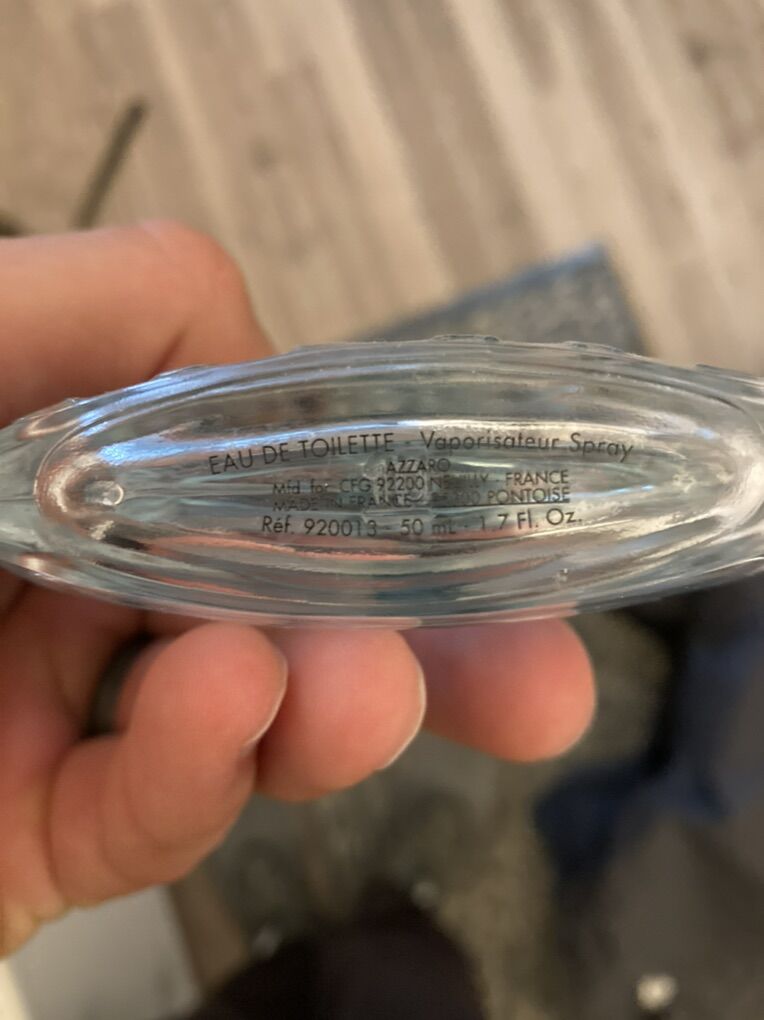 EAU DE TOILETTE - Vaporisateur Spray
AZZARO
Mfd for CFG 92200 NEUILLY - FRANCE
MADE IN FRANCE PONTOISE
Réf. 920013 - 50 mL - 1.7 Fl. Oz.